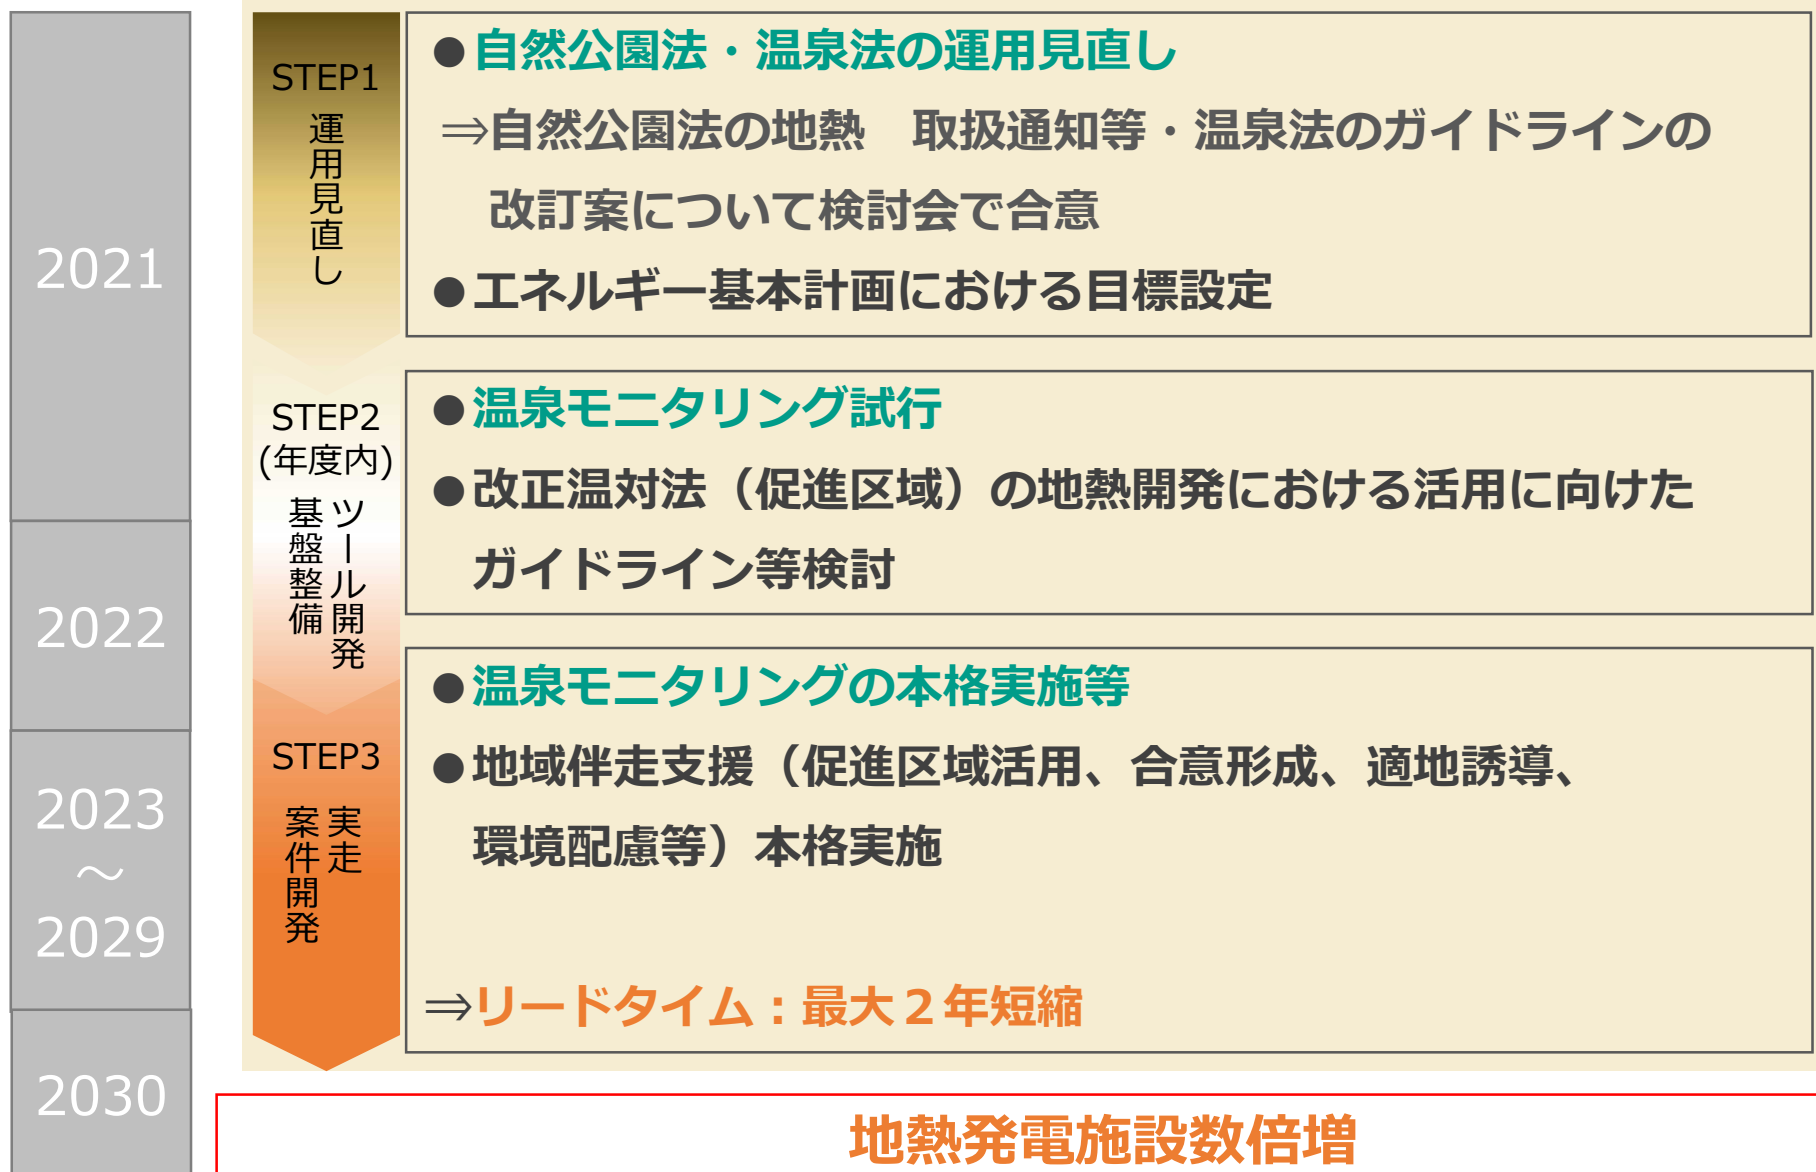 2021
2022
2023
～
2029
2030
STEP1
運用見直し
●自然公園法・温泉法の運用見直し
⇒自然公園法の地熱　取扱通知等・温泉法のガイドラインの
改訂案について検討会で合意
●エネルギー基本計画における目標設定
STEP2
(年度内)
ツール開発
基盤整備
●温泉モニタリング試行
●改正温対法（促進区域）の地熱開発における活用に向けた
ガイドライン等検討
STEP3
実走
案件開発
●温泉モニタリングの本格実施等
●地域伴走支援（促進区域活用、合意形成、適地誘導、
環境配慮等）本格実施
⇒リードタイム：最大２年短縮
地熱発電施設数倍増